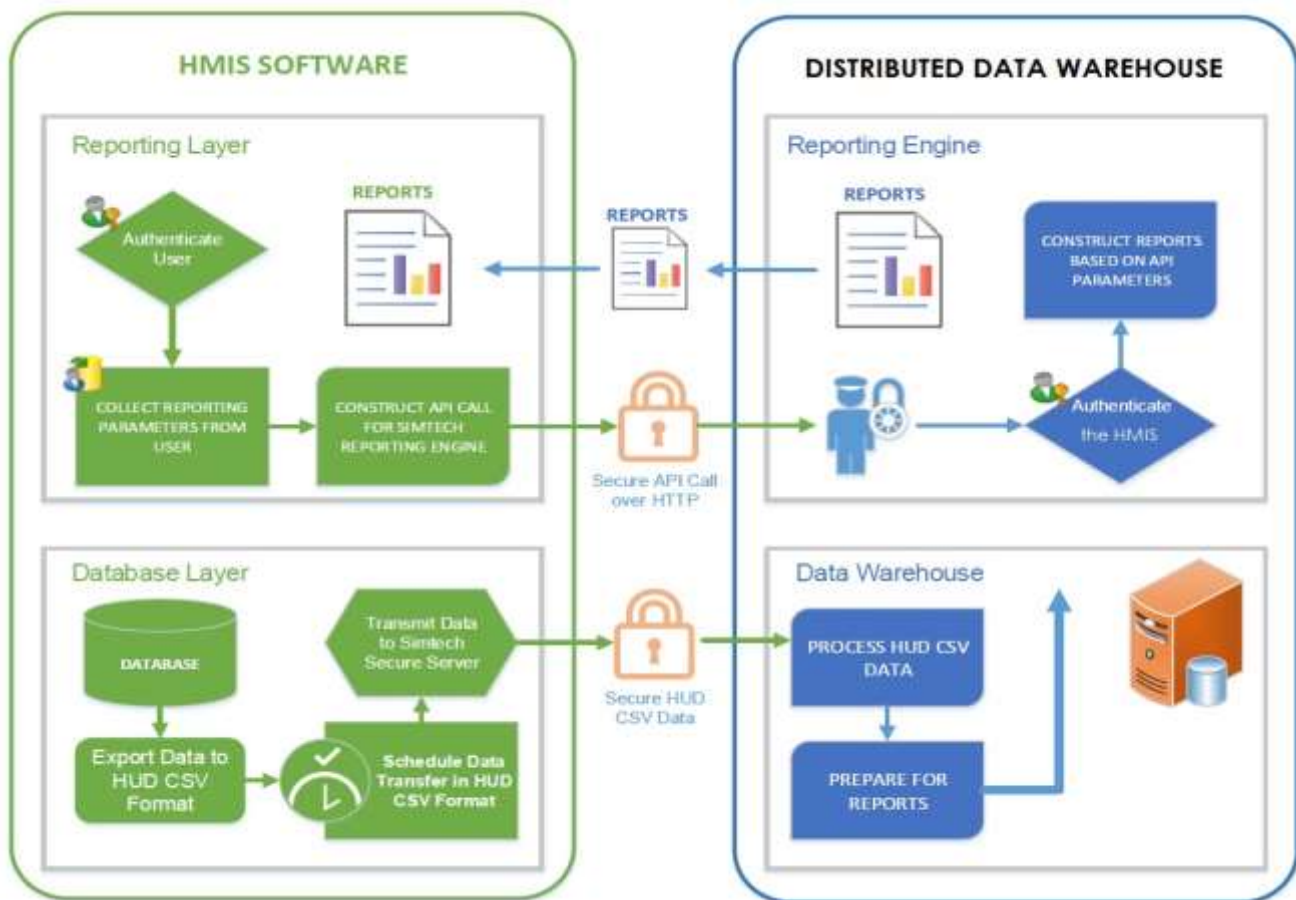 HMIS SOFTWARE
Reporting Layer
Authenticate
User
REPORTS
COLLECT REPORTING
PARAMETERS FROM
USER
CONSTRUCT API CALL
FOR SIMTECH
REPORTING ENGINE
REPORTS
Secure API Call
over HTTP
DISTRIBUTED DATA WAREHOUSE
Reporting Engine
REPORTS
CONSTRUCT REPORTS
BASED ON API
PARAMETERS
Authenticate
the HMIS
Database Layer
DATABASE
Export Data to
HUD CSV
Format
Schedule Data
Transfer in HUD
CSV Format
Transmit Data
to Simtech
Secure Server
Secure HUD
CSV Data
Data Warehouse
PROCESS HUD CSV
DATA
PREPARE FOR
REPORTS